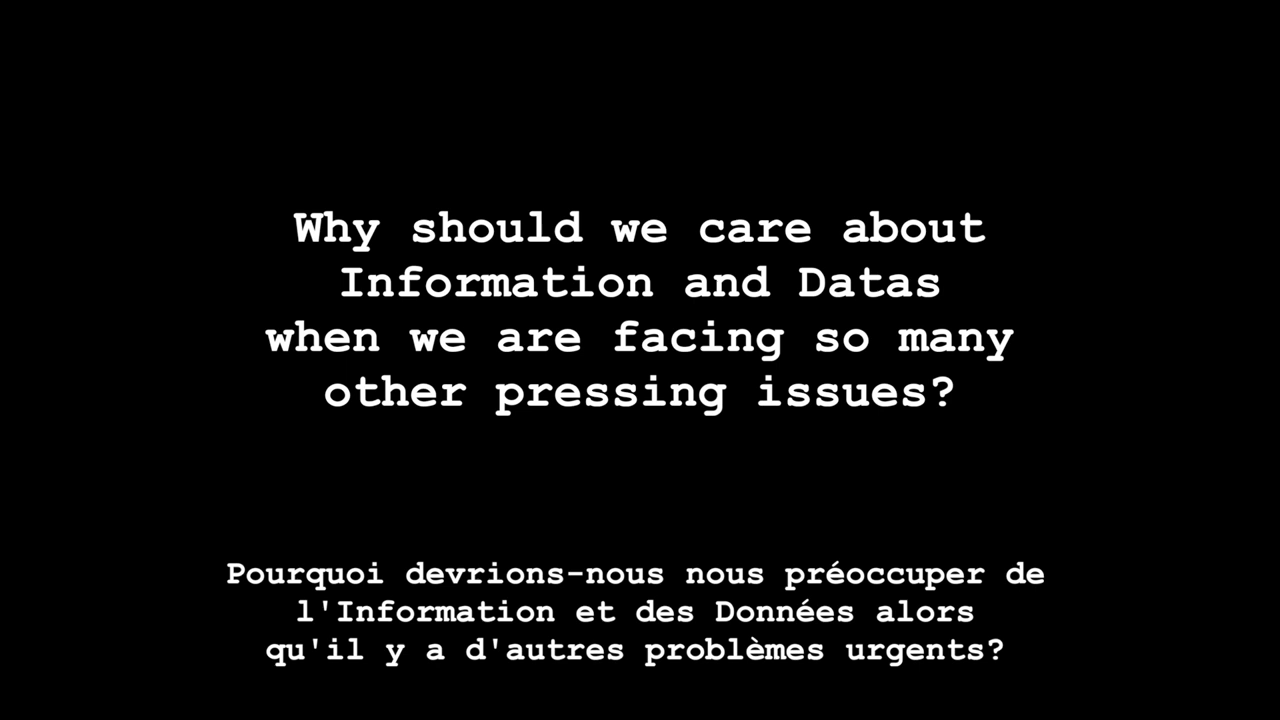 Why should we care about
Information and Datas
when we are facing so many
other pressing issues?
Pourquoi devrions-nous nous préoccuper de
l'Information et des Données alors
qu'il y a d'autres problèmes urgents?